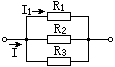 I₁ R₁
I R₂
R₃